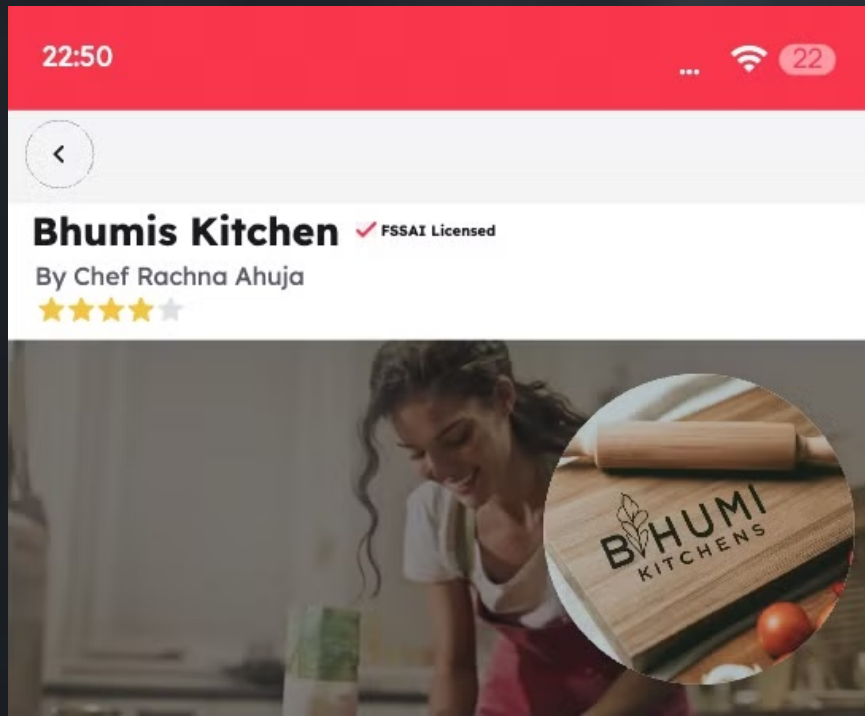 22:50
22
Bhumis Kitchen
FSSAI Licensed
By Chef Rachna Ahuja
BHUMI
KITCHENS